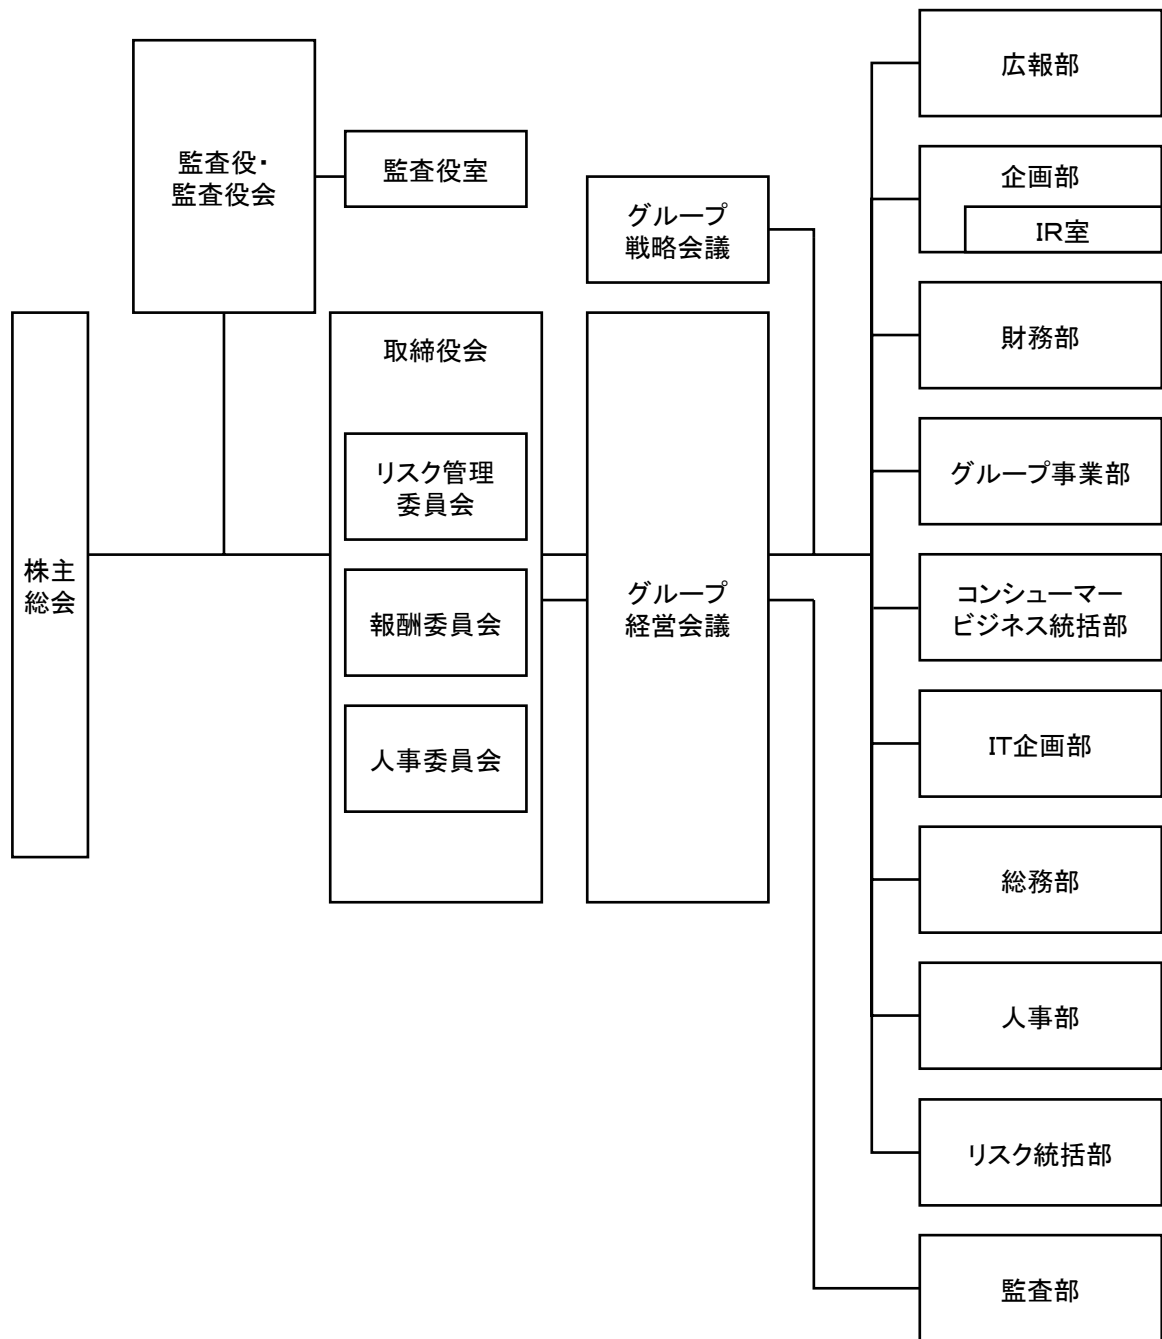 監査役・
監査役会
監査役室
株主
総会
取締役会
リスク管理
委員会
報酬委員会
人事委員会
グループ
戦略会議
グループ
経営会議
広報部
企画部
IR室
財務部
グループ事業部
コンシューマー
ビジネス統括部
IT企画部
総務部
人事部
リスク統括部
監査部